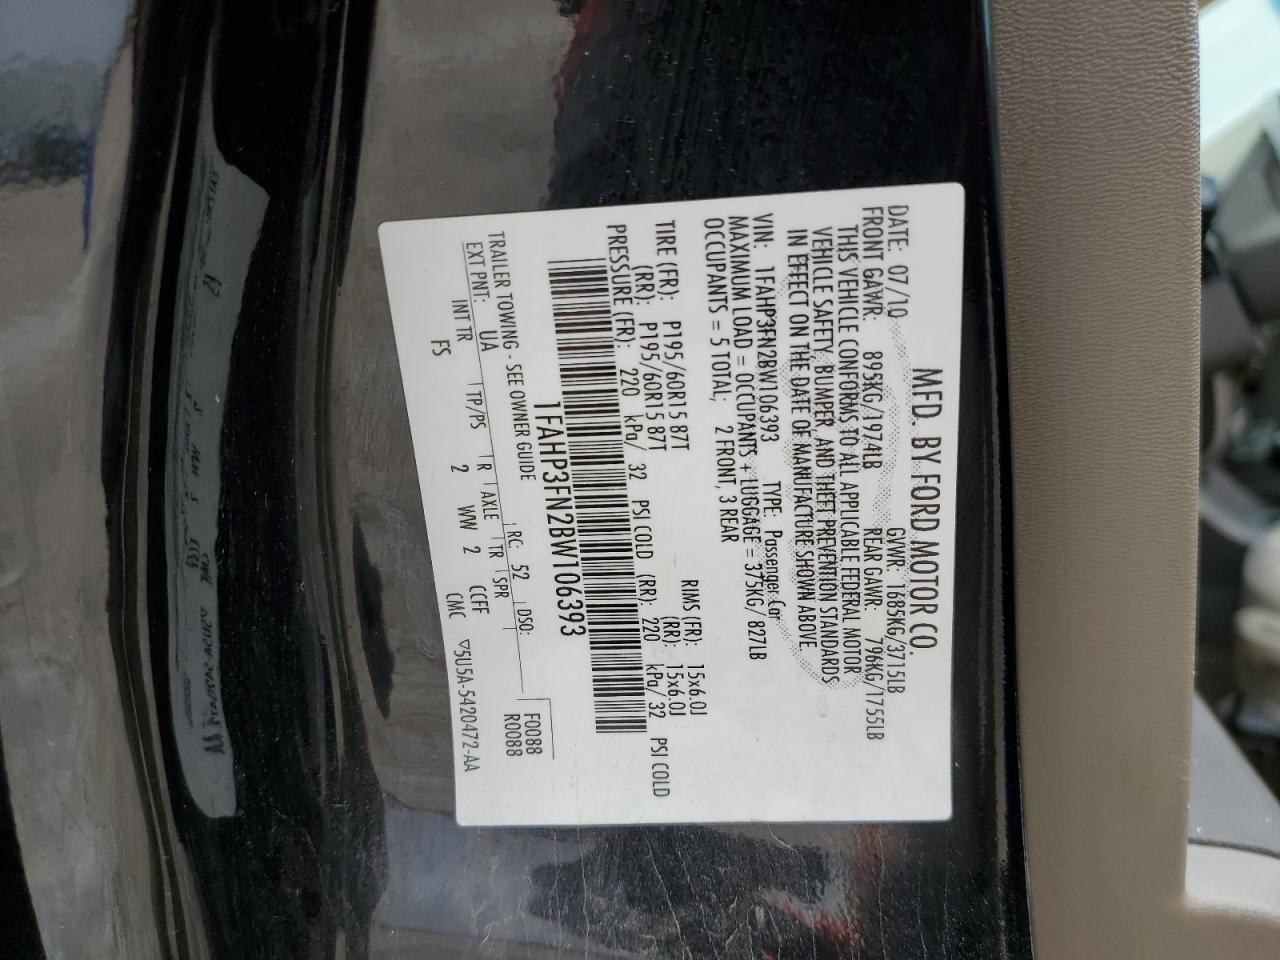 MFD. BY FORD MOTOR CO.
DATE: 07/10 GVWR: 1685KG/3715LB
FRONT GAWR: 895KG/1974LB REAR GAWR: 796KG/1755LB
THIS VEHICLE CONFORMS TO ALL APPLICABLE FEDERAL MOTOR
VEHICLE SAFETY, BUMPER, AND THEFT PREVENTION STANDARDS
IN EFFECT ON THE DATE OF MANUFACTURE SHOWN ABOVE.
VIN: 1FAHP3FN2BW106393 TYPE: Passenger Car
MAXIMUM LOAD = OCCUPANTS + LUGGAGE = 375KG/ 827LB
OCCUPANTS = 5 TOTAL; 2 FRONT, 3 REAR
TIRE (FR): P195/60R15 87T RIMS (FR): 15x6.0J
(RR): P195/60R15 87T (RR): 15x6.0J
PRESSURE (FR): 220 kPa/ 32 PSI COLD (RR): 220 kPa/ 32 PSI COLD
1FAHP3FN2BW106393
F0088
TRAILER TOWING - SEE OWNER GUIDE RC: 52 DSO: R0088
EXT PNT: UA
INT TR TP/PS R AXLE TR SPR
FS 2 WW 2 CCFF
CMC ▽5U5A-5420472-AA